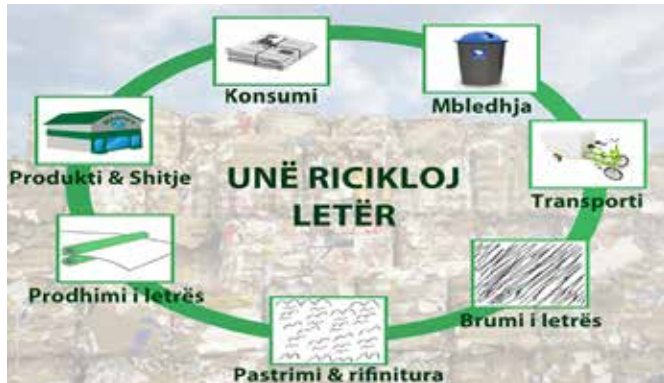 Konsumi
Mbledhja
Transporti
Brumi i letrës
Pastrimi & rifinitura
Prodhimi i letrës
Produkti & Shitje
UNË RICIKLOJ
LETËR